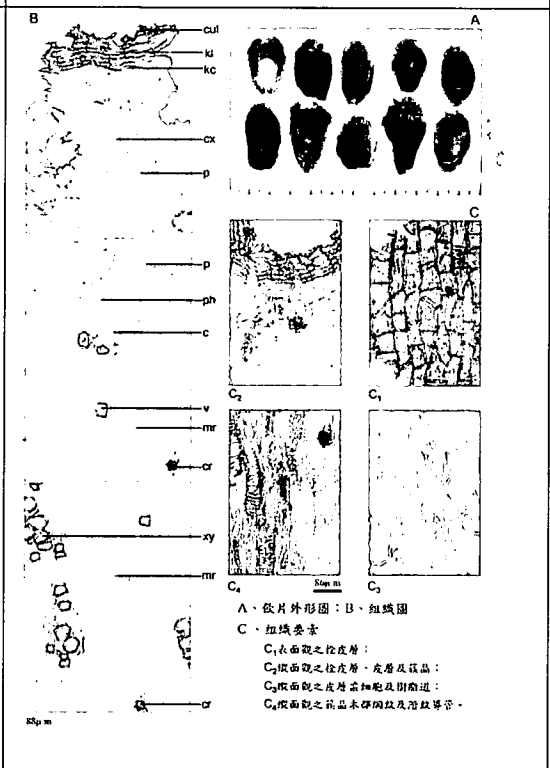 B
A
cul
kl
kc
cx
p
p
ph
c
v
mr
cr
xy
mr
cr
88μ m
C
C₂
C₁
C₄
C₃
80μ m
A、飲片外形圖；B、組織圖
C、組織要素
C₁表面觀之栓皮層；
C₂縱面觀之栓皮層、皮層及簇晶；
C₃縱面觀之皮層薄細胞及樹脂道；
C₄縱面觀之簇晶木部網紋及階紋導管。